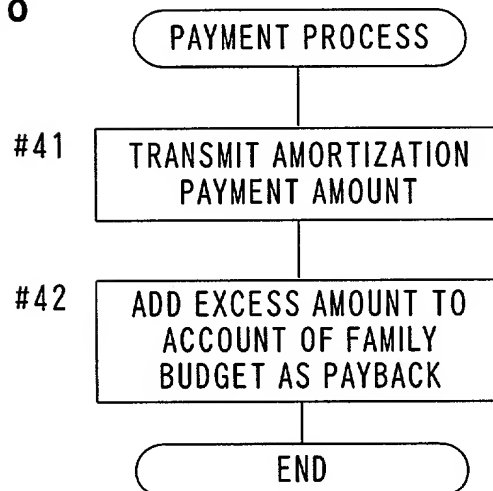 PAYMENT PROCESS
#41
TRANSMIT AMORTIZATION
PAYMENT AMOUNT
#42
ADD EXCESS AMOUNT TO
ACCOUNT OF FAMILY
BUDGET AS PAYBACK
END